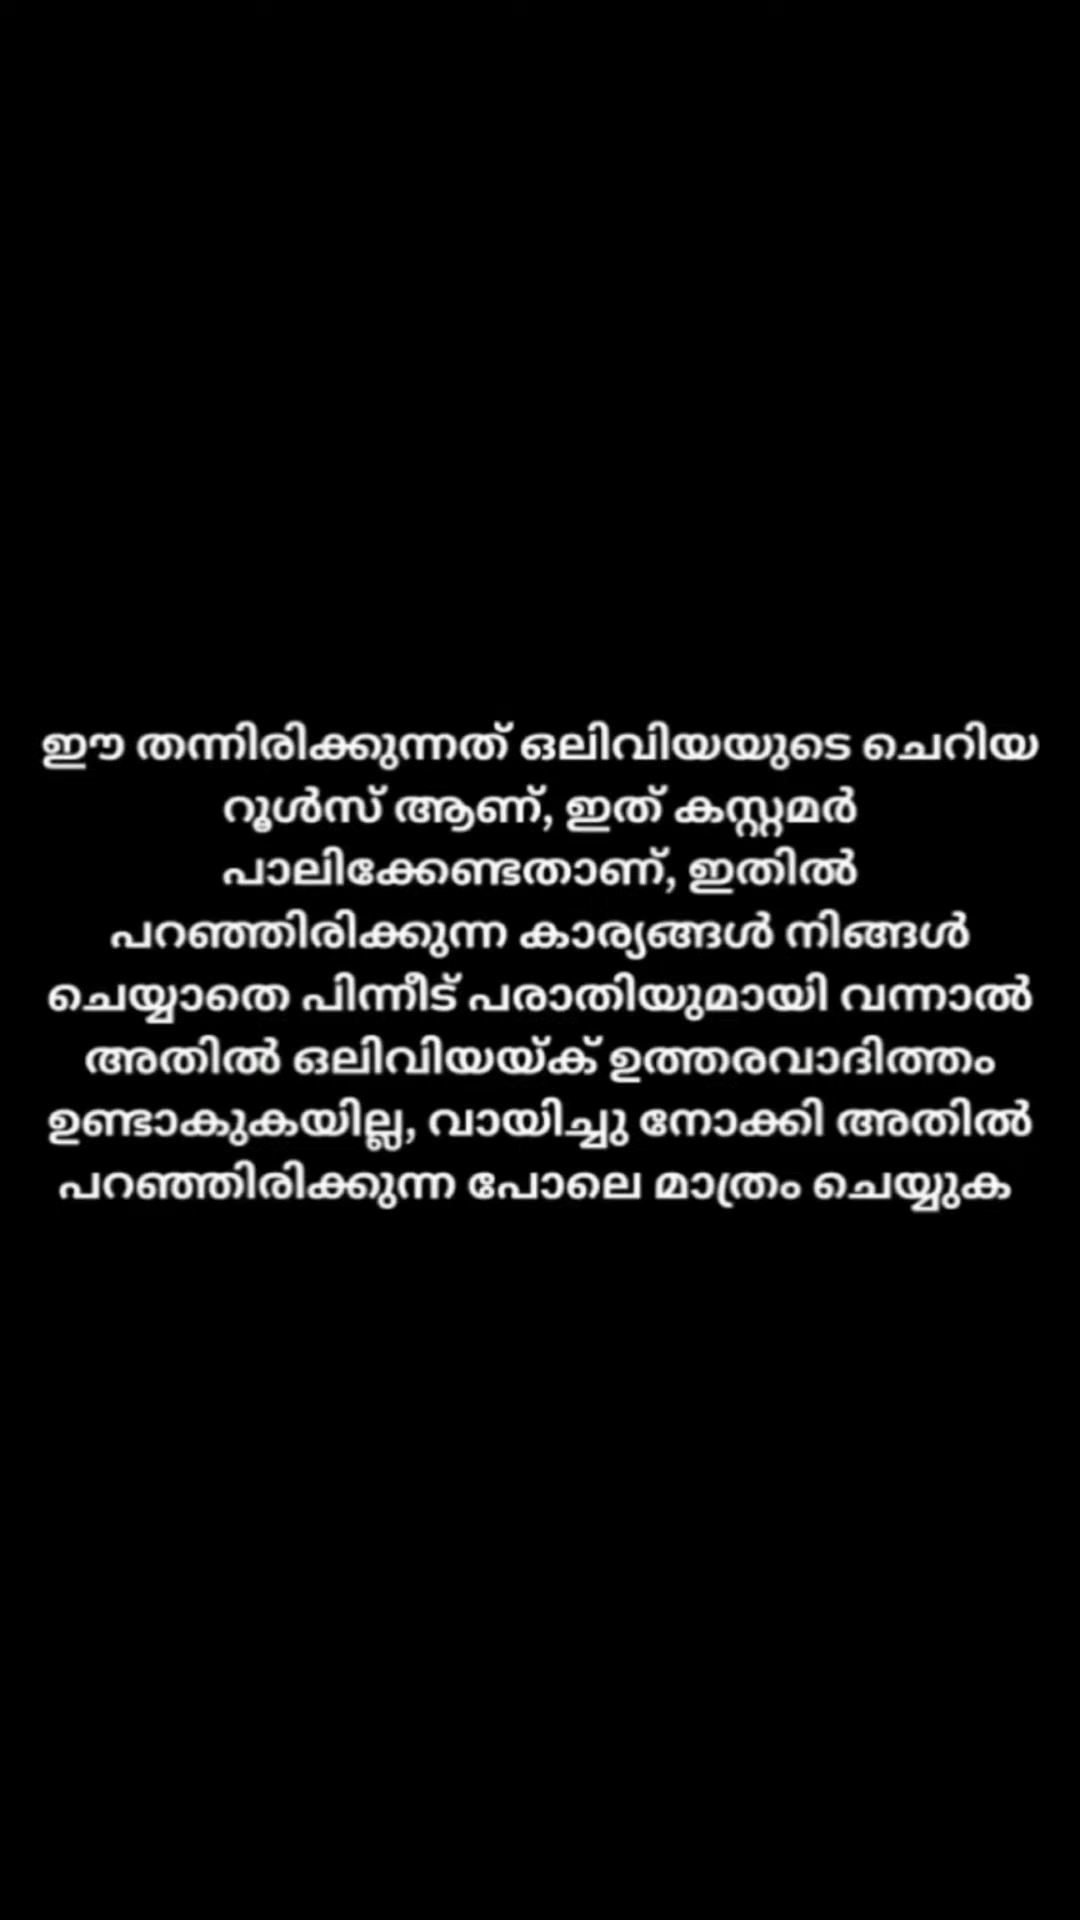 ഈ തന്നിരിക്കുന്നത് ഒലിവിയയുടെ ചെറിയ
റൂൾസ് ആണ്, ഇത് കസ്റ്റമർ
പാലിക്കേണ്ടതാണ്, ഇതിൽ
പറഞ്ഞിരിക്കുന്ന കാര്യങ്ങൾ നിങ്ങൾ
ചെയ്യാതെ പിന്നീട് പരാതിയുമായി വന്നാൽ
അതിൽ ഒലിവിയയ്ക് ഉത്തരവാദിത്തം
ഉണ്ടാകുകയില്ല, വായിച്ചു നോക്കി അതിൽ
പറഞ്ഞിരിക്കുന്ന പോലെ മാത്രം ചെയ്യുക